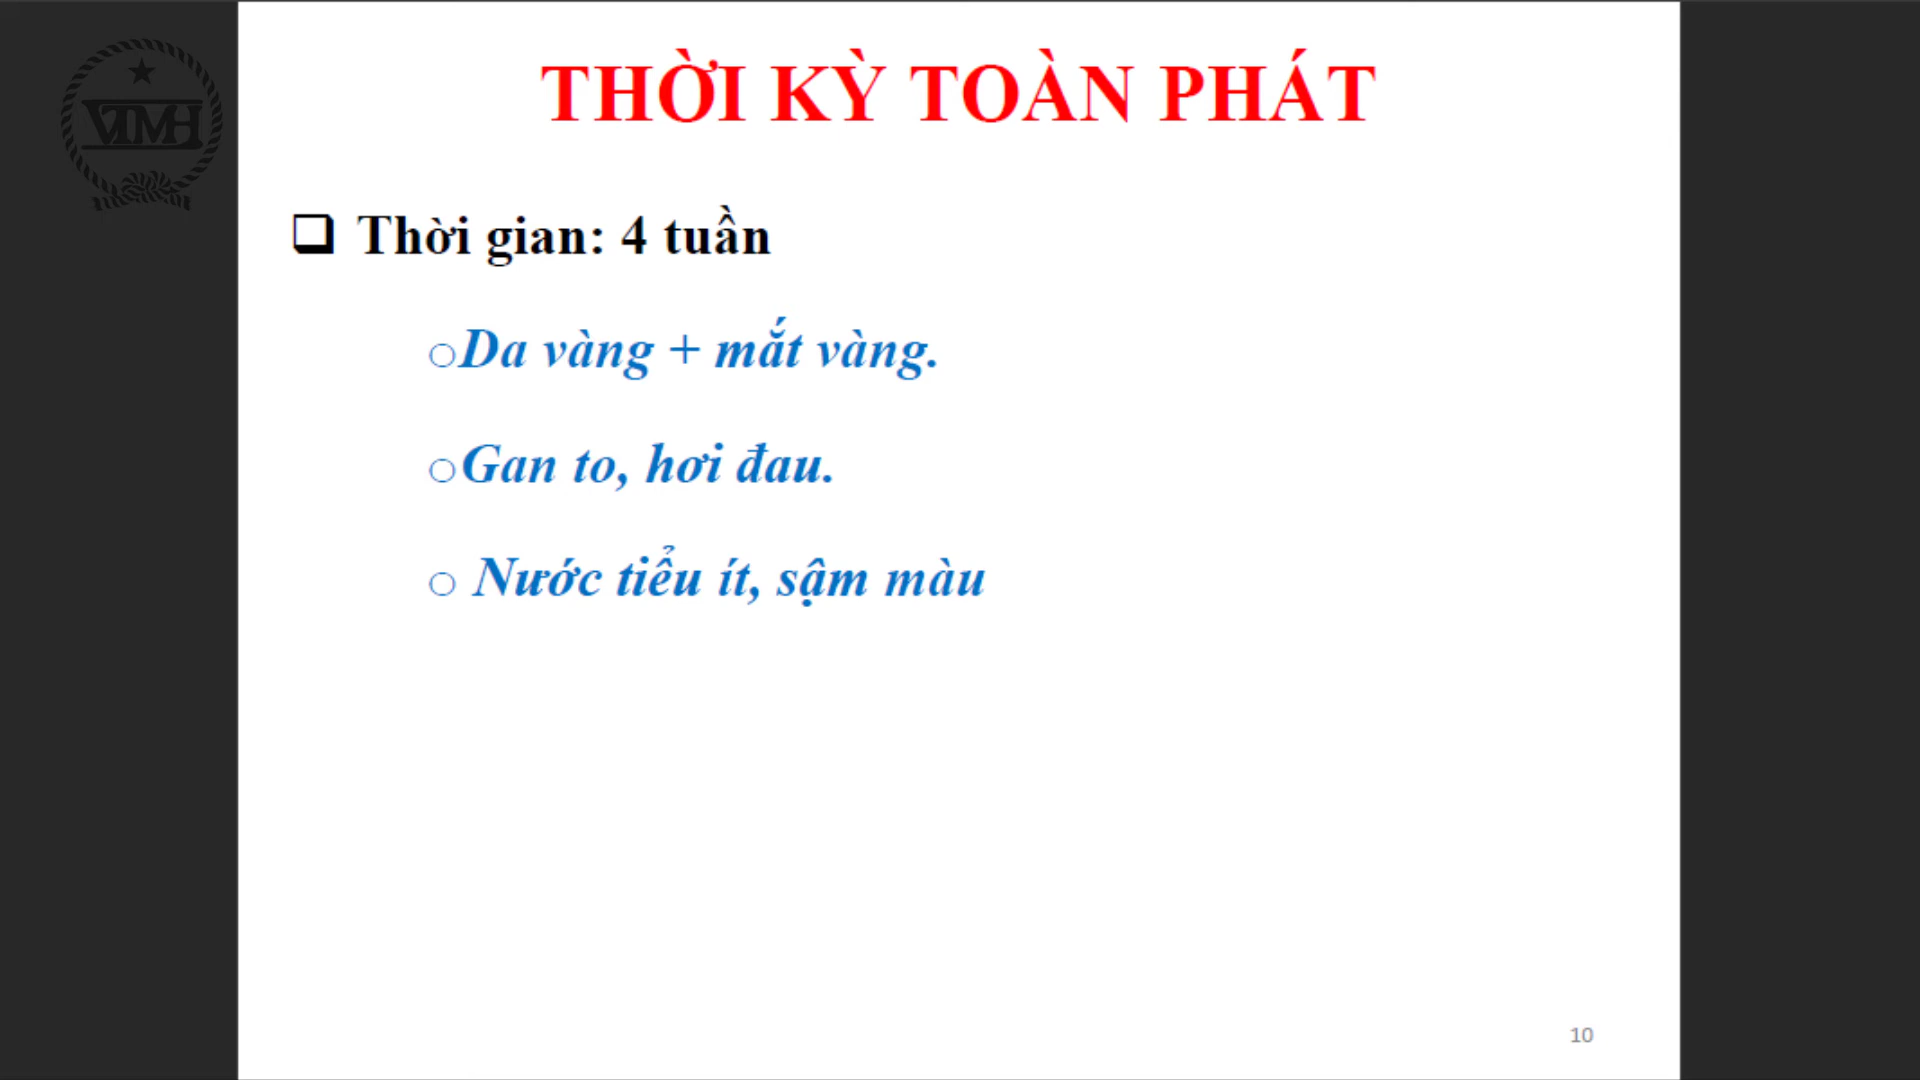 VTMH
THỜI KỲ TOÀN PHÁT
Thời gian: 4 tuần
Da vàng + mắt vàng.
Gan to, hơi đau.
Nước tiểu ít, sậm màu
10